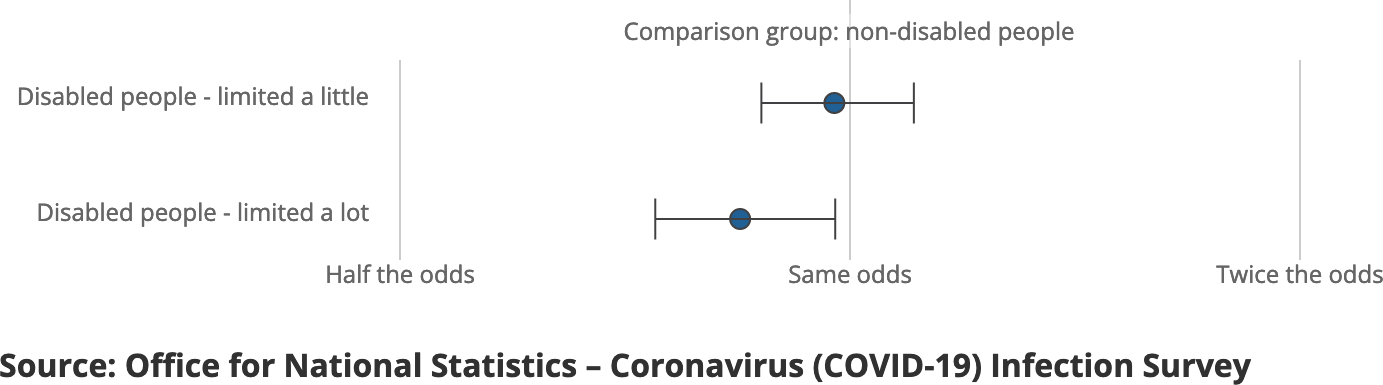 Comparison group: non-disabled people
Disabled people - limited a little
Disabled people - limited a lot
Half the odds
Same odds
Twice the odds
Source: Office for National Statistics – Coronavirus (COVID-19) Infection Survey